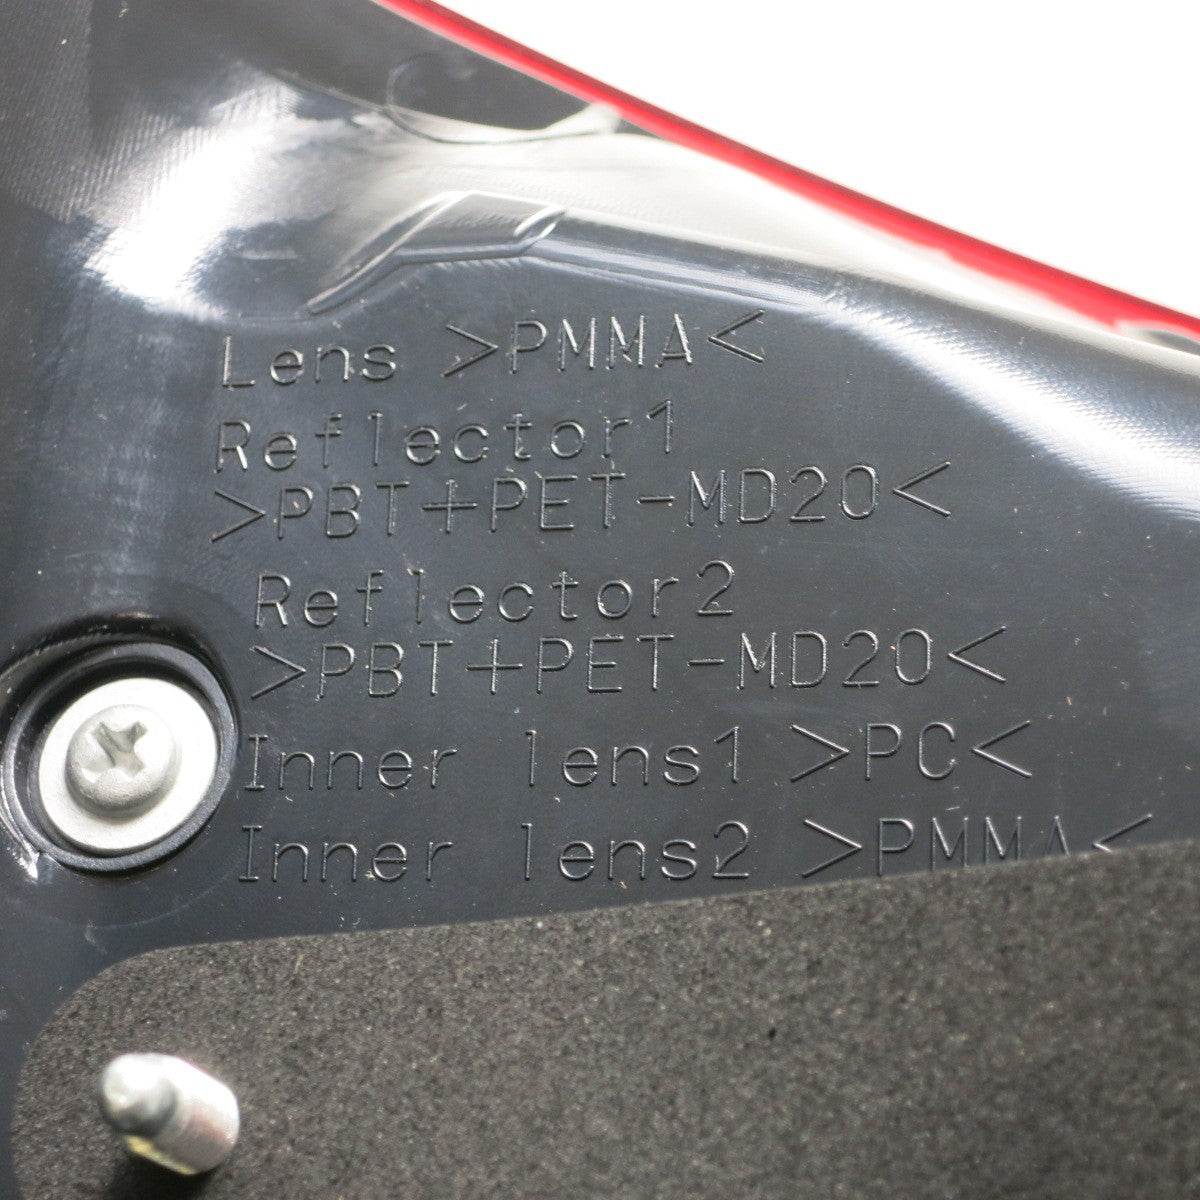 Lens >PMMA<
Reflector1
>PBT+PET-MD20<
Reflector2
>PBT+PET-MD20<
Inner lens1 >PC<
Inner lens2 >PMMA<